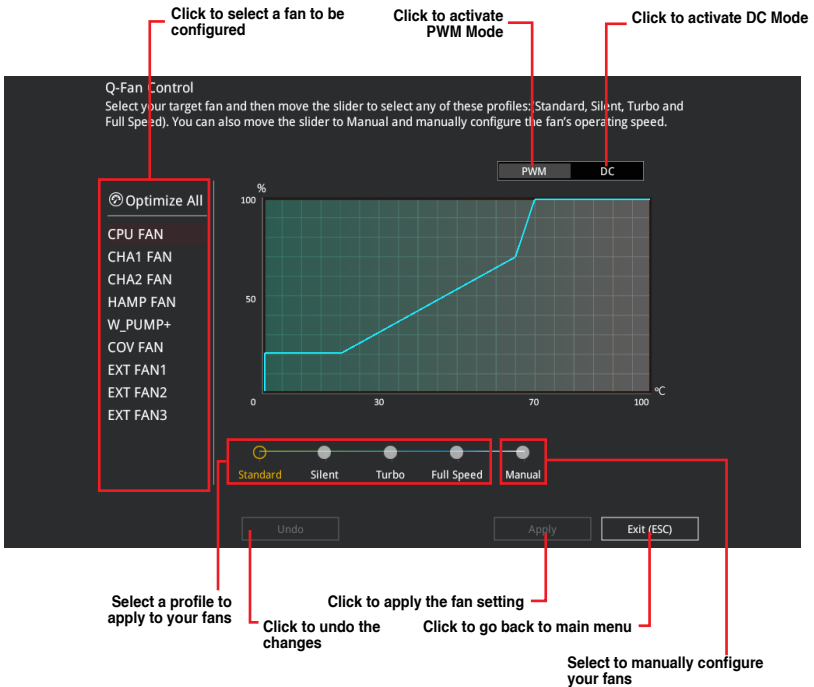 Click to select a fan to be
configured
Click to activate
PWM Mode
Click to activate DC Mode
Q-Fan Control
Select your target fan and then move the slider to select any of these profiles:(Standard, Silent, Turbo and
Full Speed). You can also move the slider to Manual and manually configure the fan's operating speed.
PWM
DC
Optimize All
CPU FAN
CHA1 FAN
CHA2 FAN
HAMP FAN
W_PUMP+
COV FAN
EXT FAN1
EXT FAN2
EXT FAN3
%
100
50
0
30
70
100
ºC
Standard
Silent
Turbo
Full Speed
Manual
Undo
Apply
Exit (ESC)
Select a profile to
apply to your fans
Click to undo the
changes
Click to apply the fan setting
Click to go back to main menu
Select to manually configure
your fans